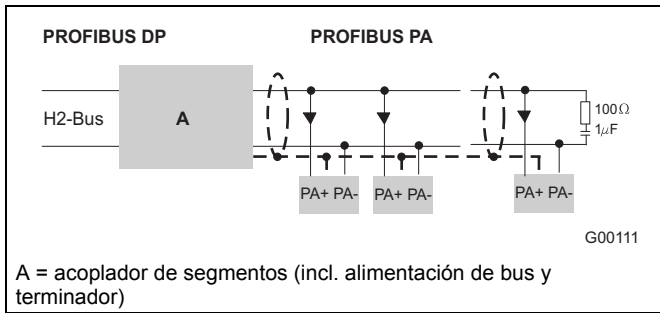 PROFIBUS DP PROFIBUS PA
H2-Bus A
100Ω
1µF
PA+ PA- PA+ PA- PA+ PA-
G00111
A = acoplador de segmentos (incl. alimentación de bus y
terminador)